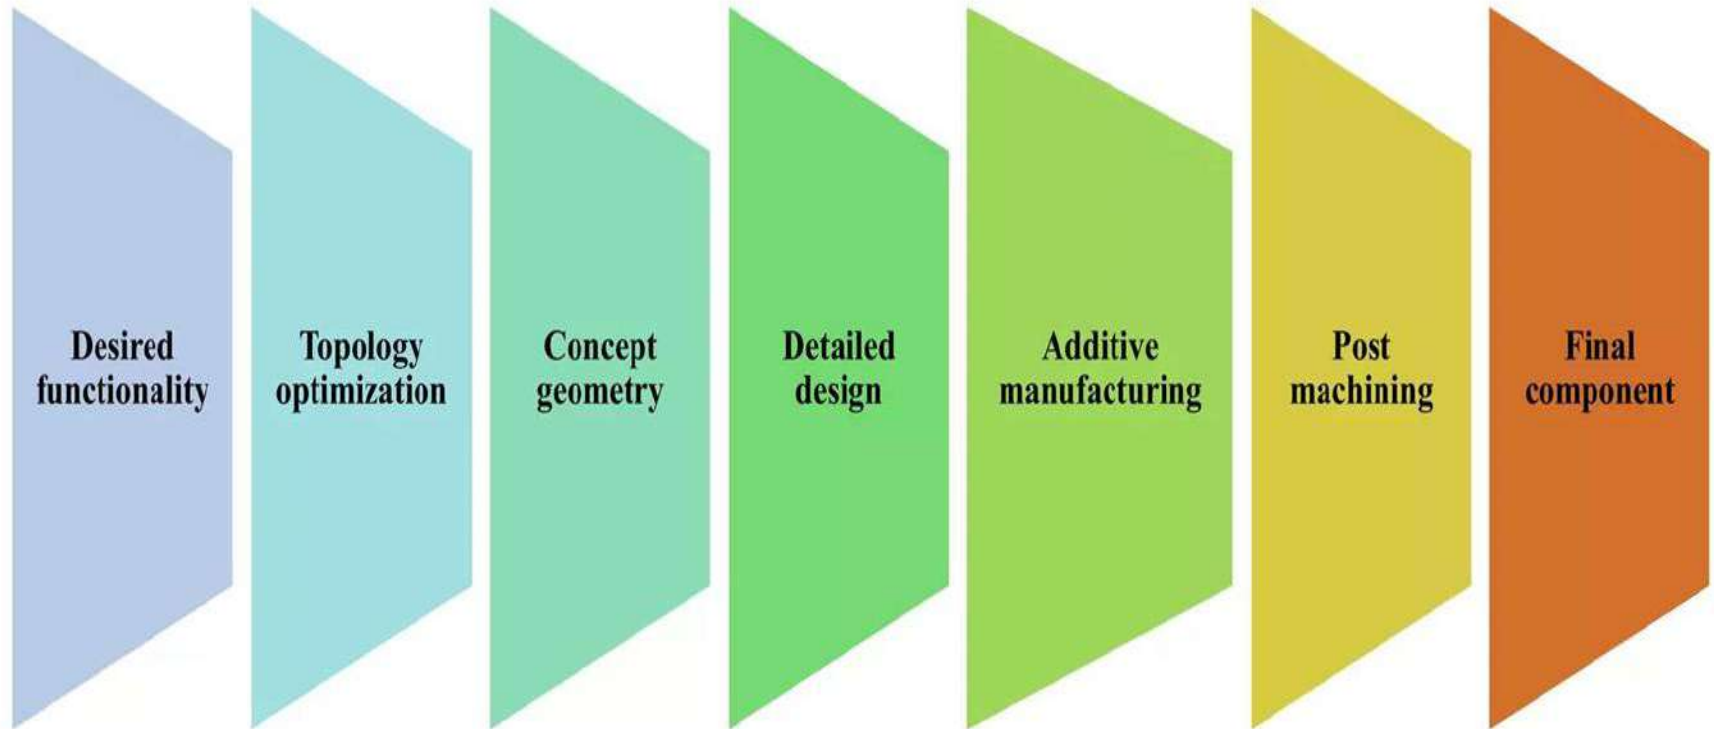 Desired
functionality
Topology
optimization
Concept
geometry
Detailed
design
Additive
manufacturing
Post
machining
Final
component